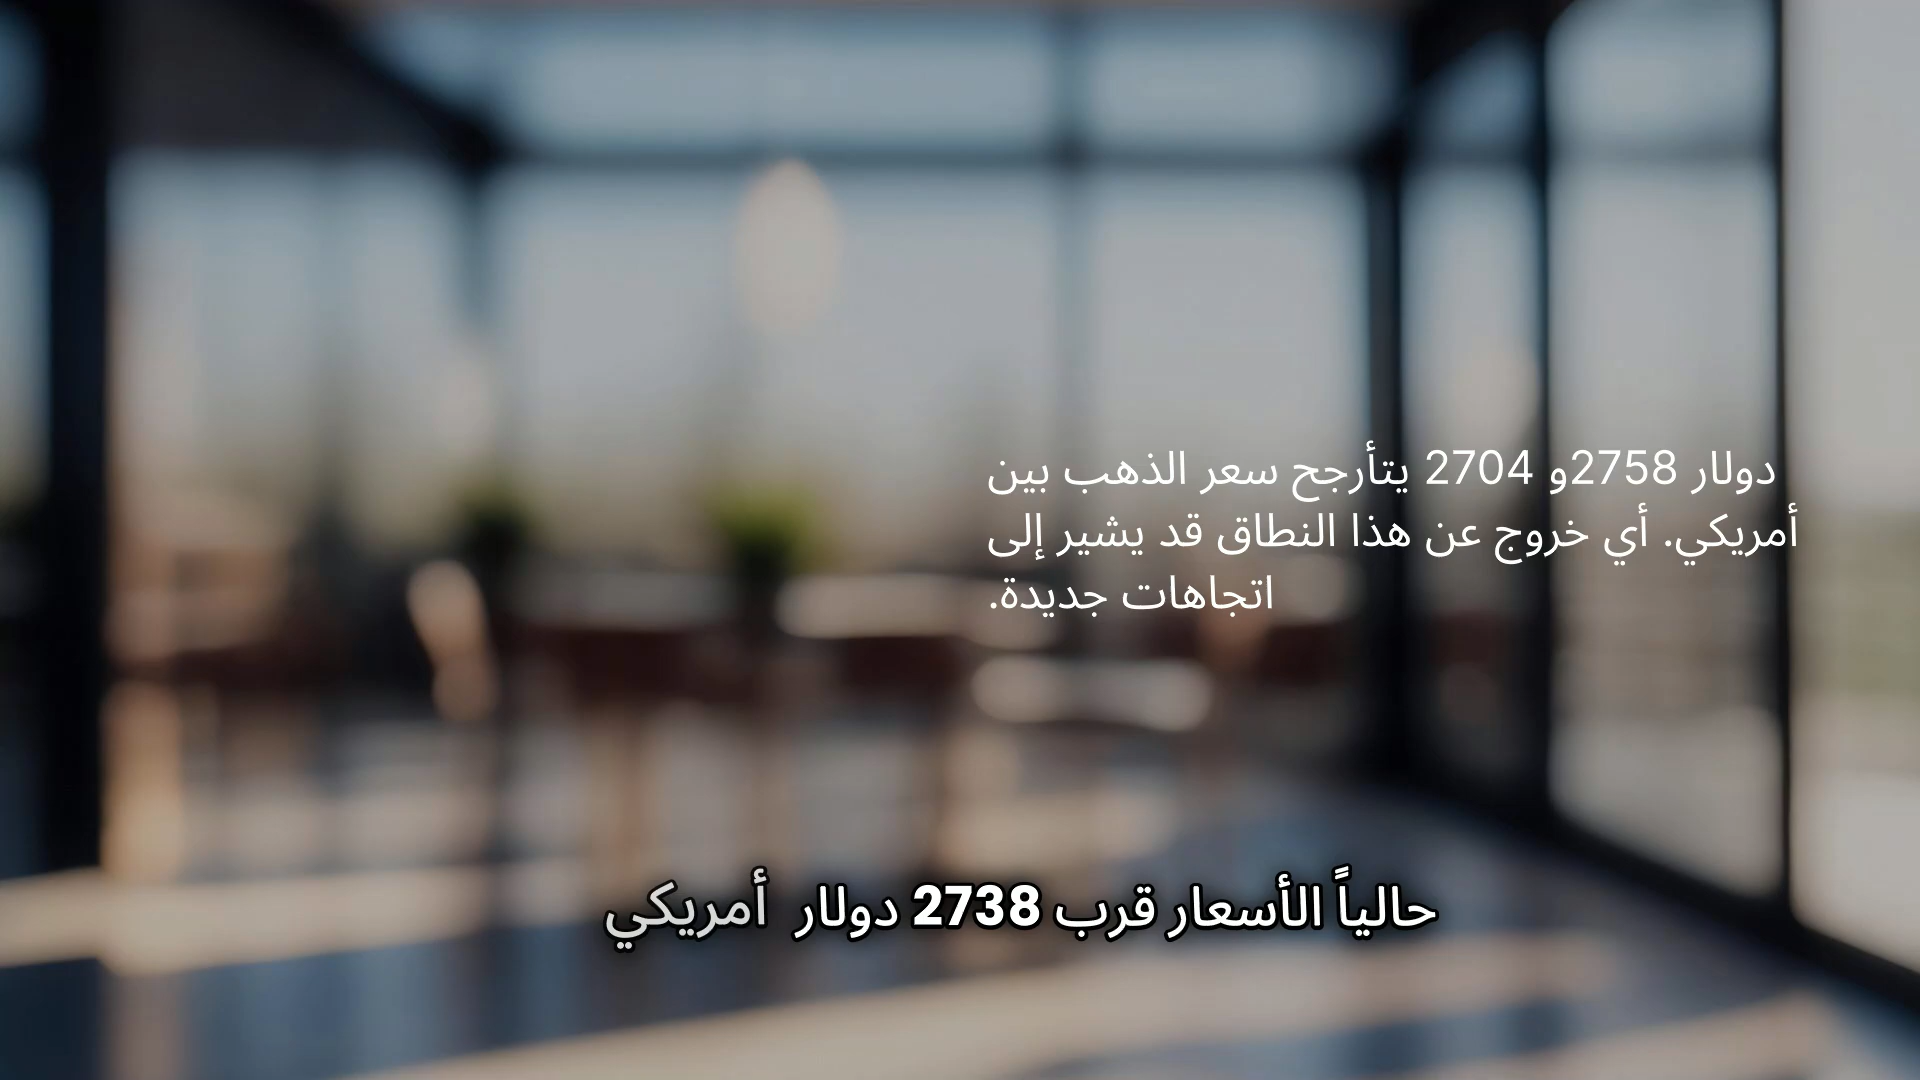 يتأرجح سعر الذهب بين 2704 و2758 دولار
أمريكي. أي خروج عن هذا النطاق قد يشير إلى
اتجاهات جديدة.
حالياً الأسعار قرب 2738 دولار أمريكي